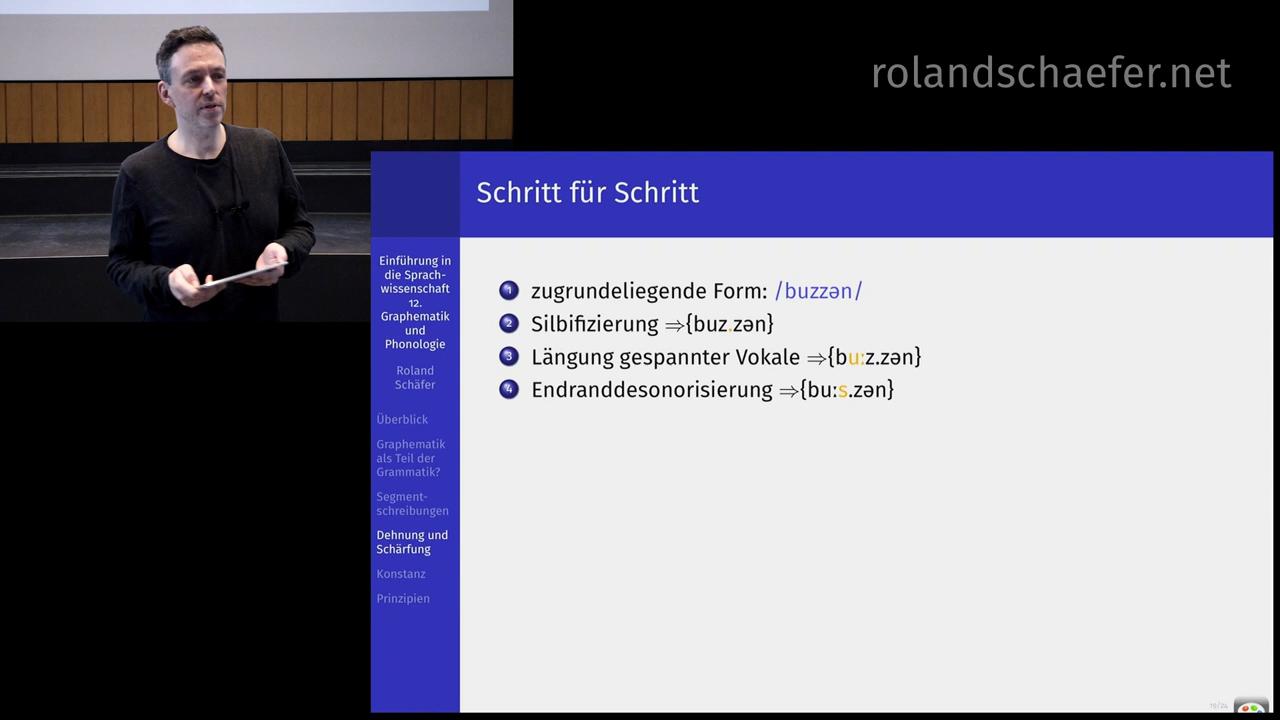 rolandschaefer.net
Schritt für Schritt
Einführung in
die Sprach-
wissenschaft
12.
Graphematik
und
Phonologie
Roland
Schäfer
Überblick
Graphematik
als Teil der
Grammatik?
Segment-
schreibungen
Dehnung und
Schärfung
Konstanz
Prinzipien
1 zugrundeliegende Form: /buzzən/
2 Silbifizierung ⇒{buz.zən}
3 Längung gespannter Vokale ⇒{buːz.zən}
4 Endranddesonorisierung ⇒{buːs.zən}
19/24